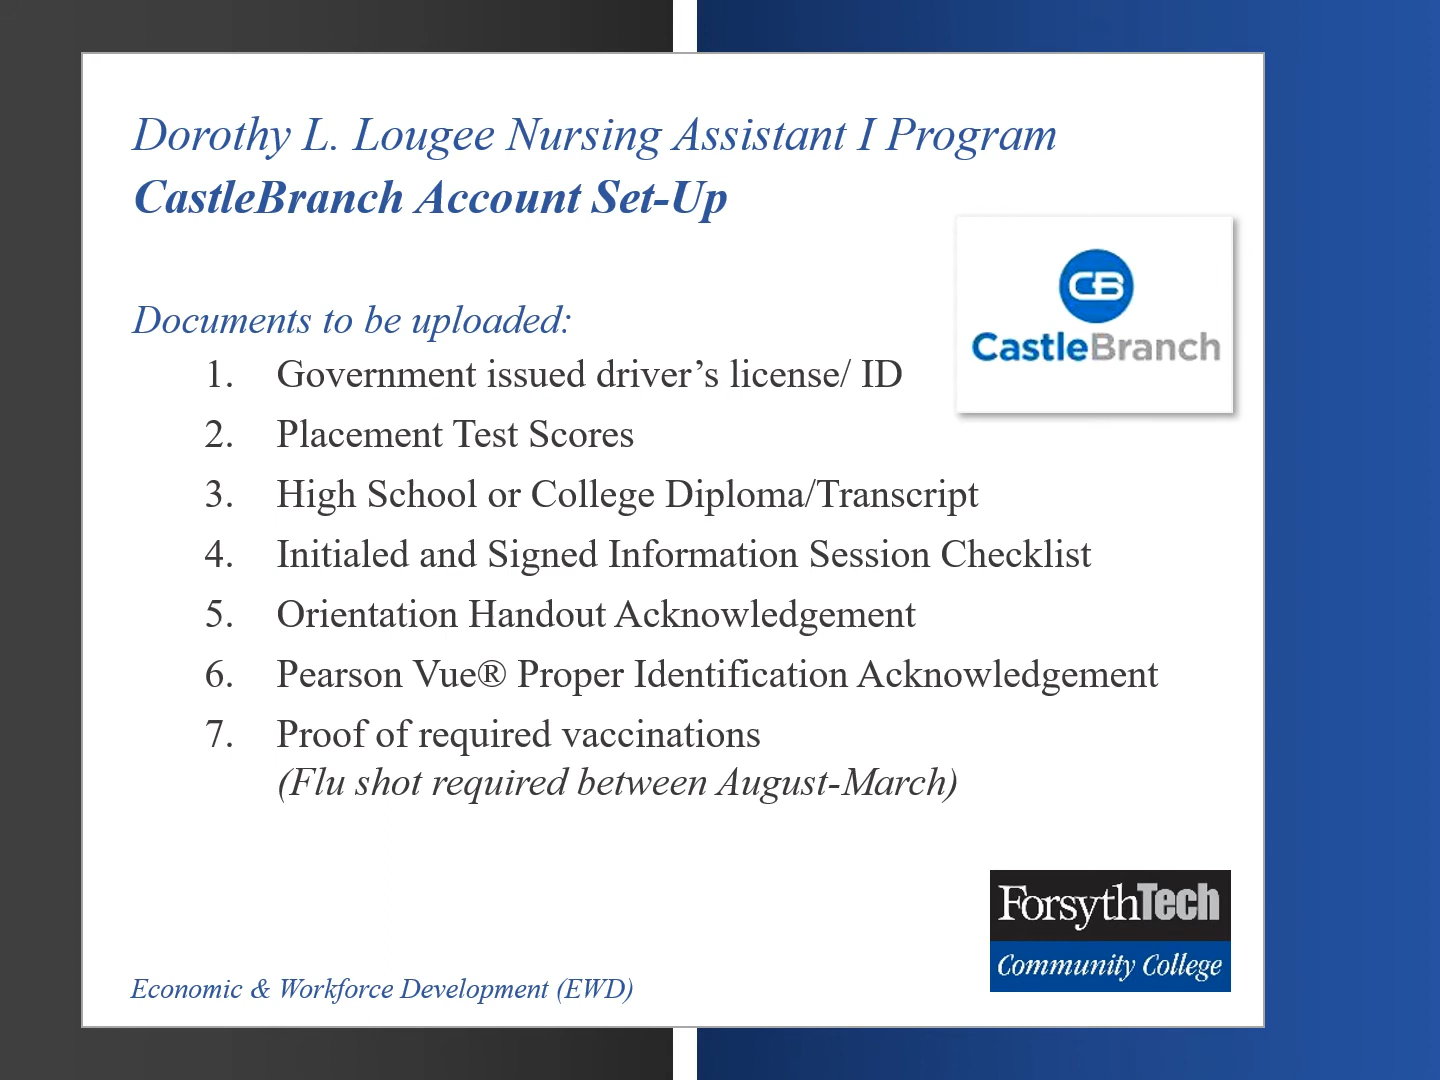 Dorothy L. Lougee Nursing Assistant I Program
CastleBranch Account Set-Up
CB
CastleBranch
Documents to be uploaded:
1. Government issued driver’s license/ ID
2. Placement Test Scores
3. High School or College Diploma/Transcript
4. Initialed and Signed Information Session Checklist
5. Orientation Handout Acknowledgement
6. Pearson Vue® Proper Identification Acknowledgement
7. Proof of required vaccinations
(Flu shot required between August-March)
ForsythTech
Community College
Economic & Workforce Development (EWD)